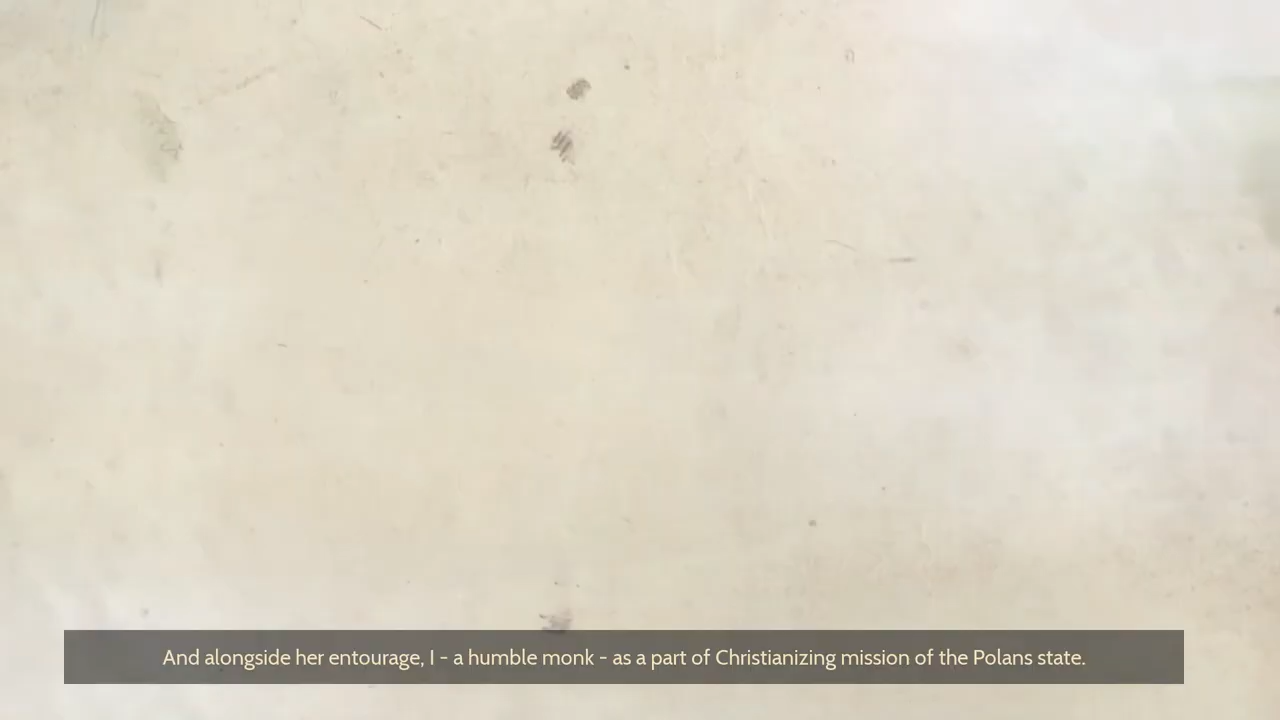 And alongside her entourage, I - a humble monk - as a part of Christianizing mission of the Polans state.